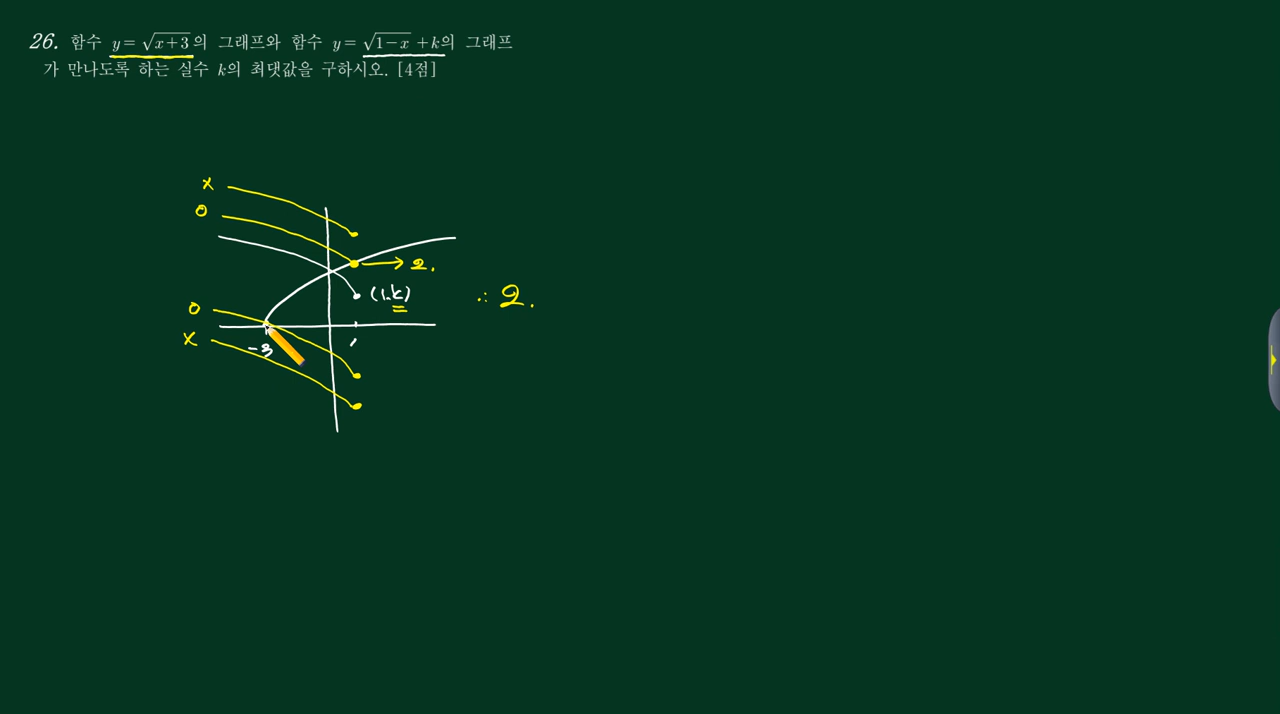 26. 함수 y=√(x+3)의 그래프와 함수 y=√(1-x)+k의 그래프
가 만나도록 하는 실수 k의 최댓값을 구하시오. [4점]
x
o
2.
(1,k)
∴ 2.
o
x
-3
1